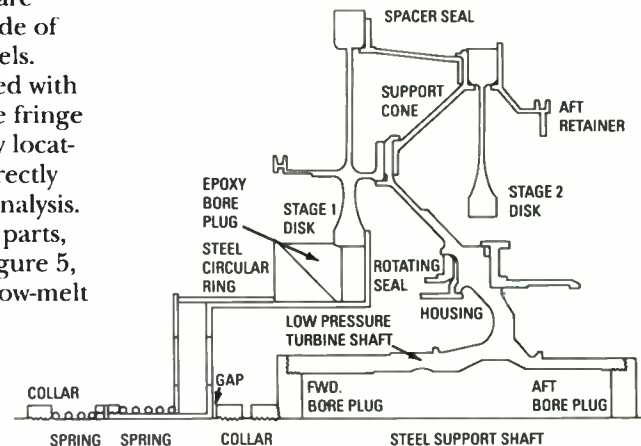 are
de of
els.
ed with
e fringe
y locat-
rectly
nalysis.
parts,
gure 5,
ow-melt
SPACER SEAL
SUPPORT
CONE
AFT
RETAINER
EPOXY
BORE
PLUG
STAGE 1
DISK
STAGE 2
DISK
STEEL
CIRCULAR
RING
ROTATING
SEAL
HOUSING
LOW PRESSURE
TURBINE SHAFT
GAP
COLLAR
FWD.
BORE PLUG
AFT
BORE PLUG
SPRING
SPRING
COLLAR
STEEL SUPPORT SHAFT